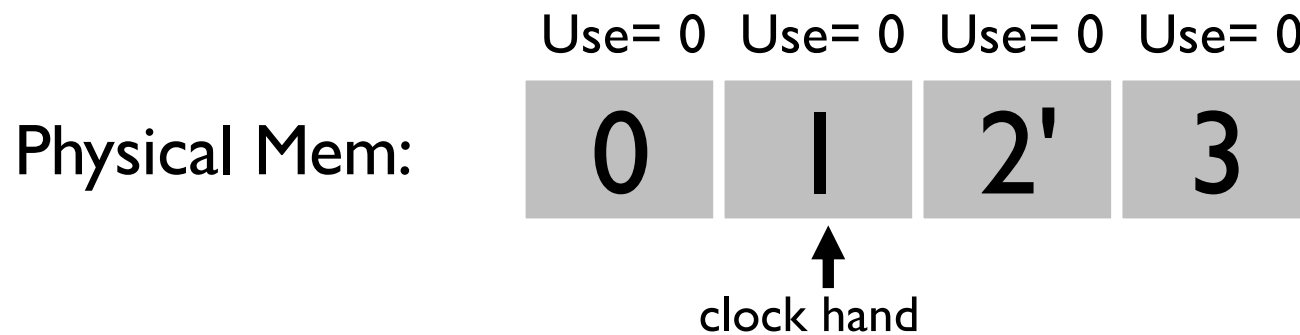 Use= 0 Use= 0 Use= 0 Use= 0
Physical Mem: 0 1 2' 3
clock hand